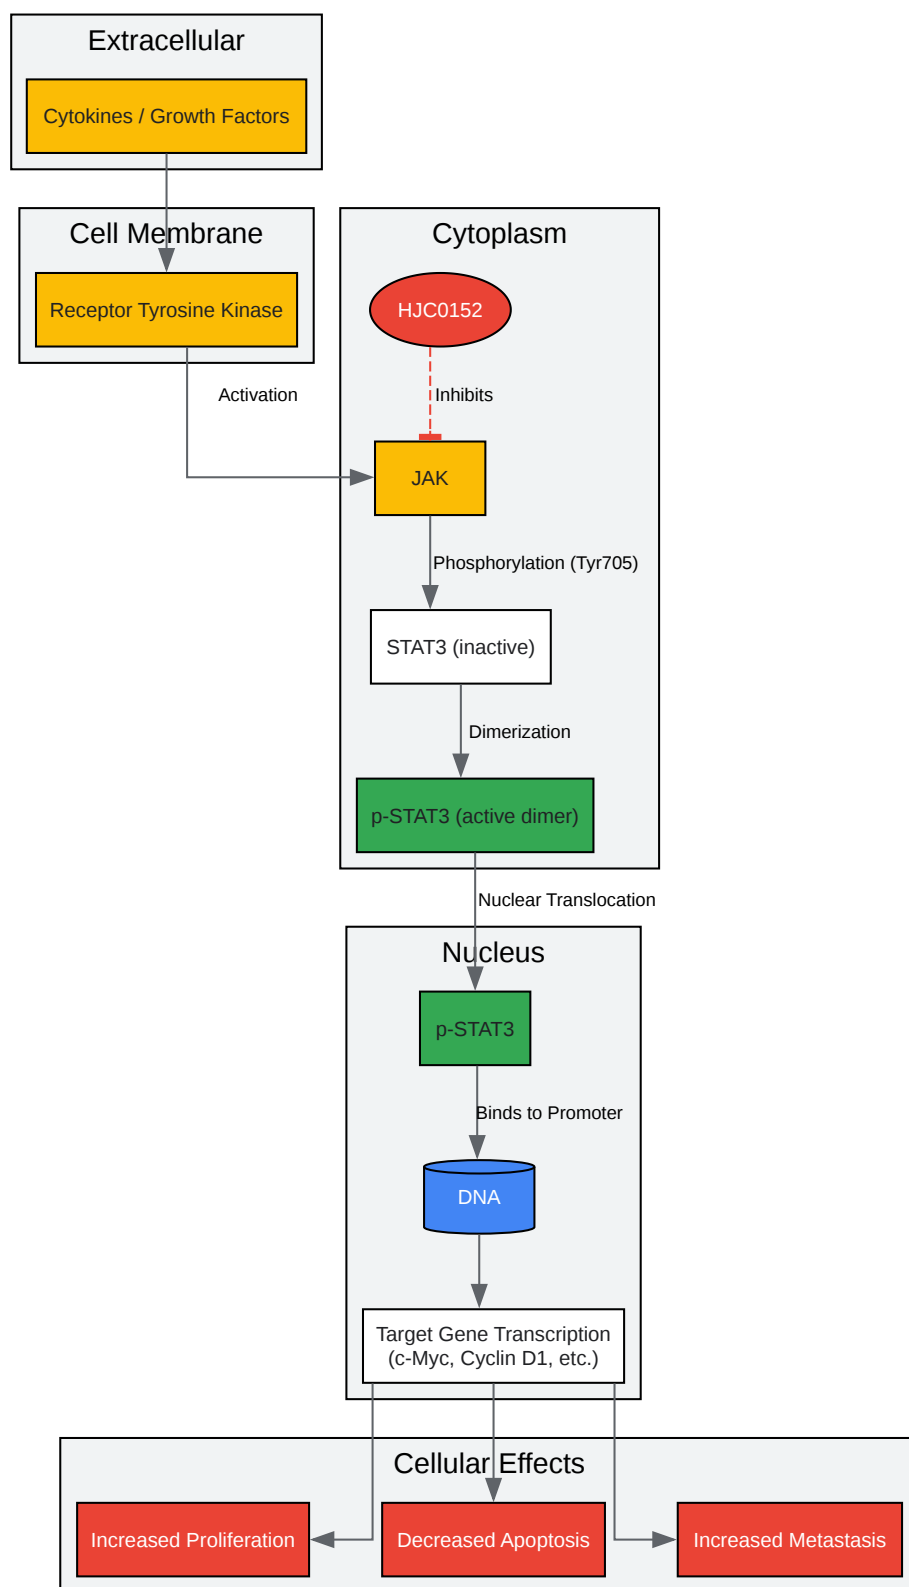 Extracellular
Cytokines / Growth Factors
Cell Membrane
Receptor Tyrosine Kinase
Cytoplasm
HJC0152
Activation
Inhibits
JAK
Phosphorylation (Tyr705)
STAT3 (inactive)
Dimerization
p-STAT3 (active dimer)
Nuclear Translocation
Nucleus
p-STAT3
Binds to Promoter
DNA
Target Gene Transcription
(c-Myc, Cyclin D1, etc.)
Cellular Effects
Increased Proliferation
Decreased Apoptosis
Increased Metastasis